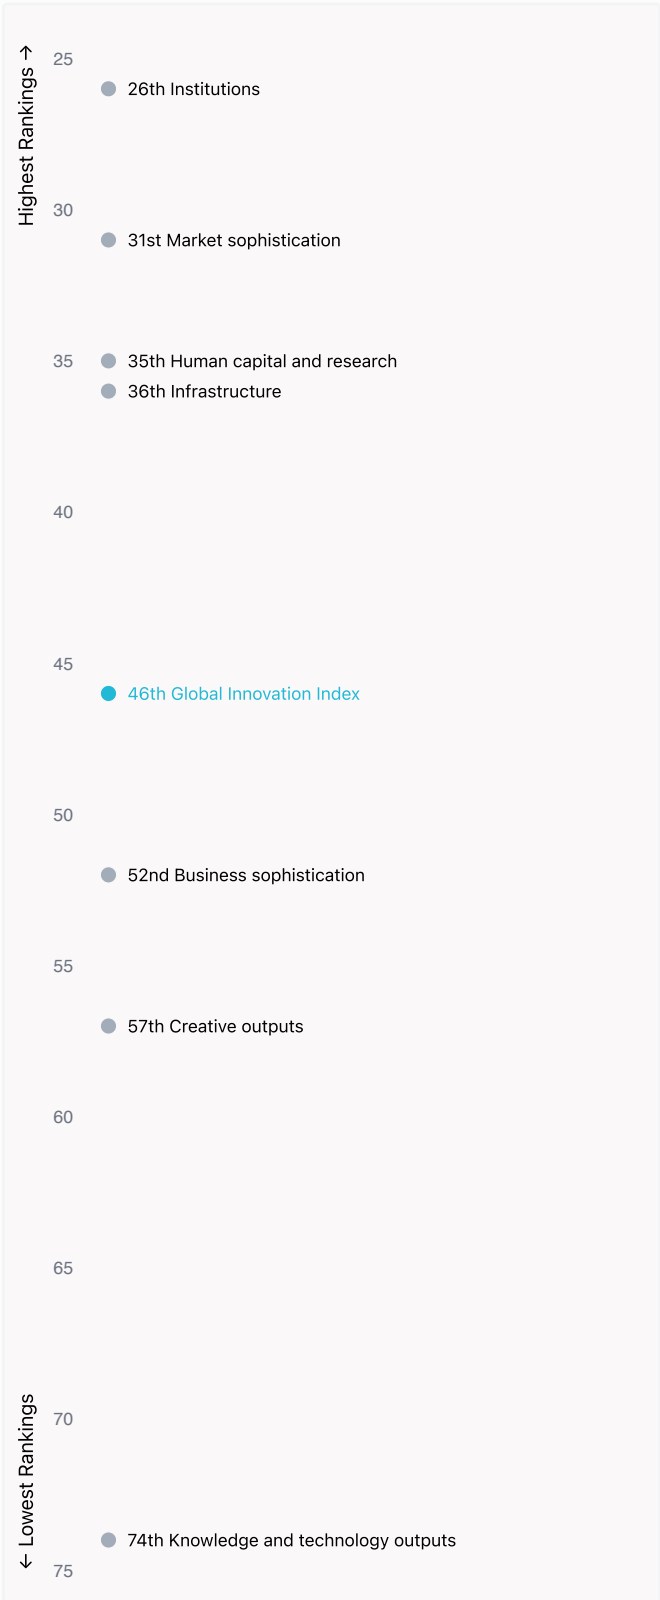 Highest Rankings →
25
26th Institutions
30
31st Market sophistication
35
35th Human capital and research
36th Infrastructure
40
45
46th Global Innovation Index
50
52nd Business sophistication
55
57th Creative outputs
60
65
← Lowest Rankings
70
74th Knowledge and technology outputs
75